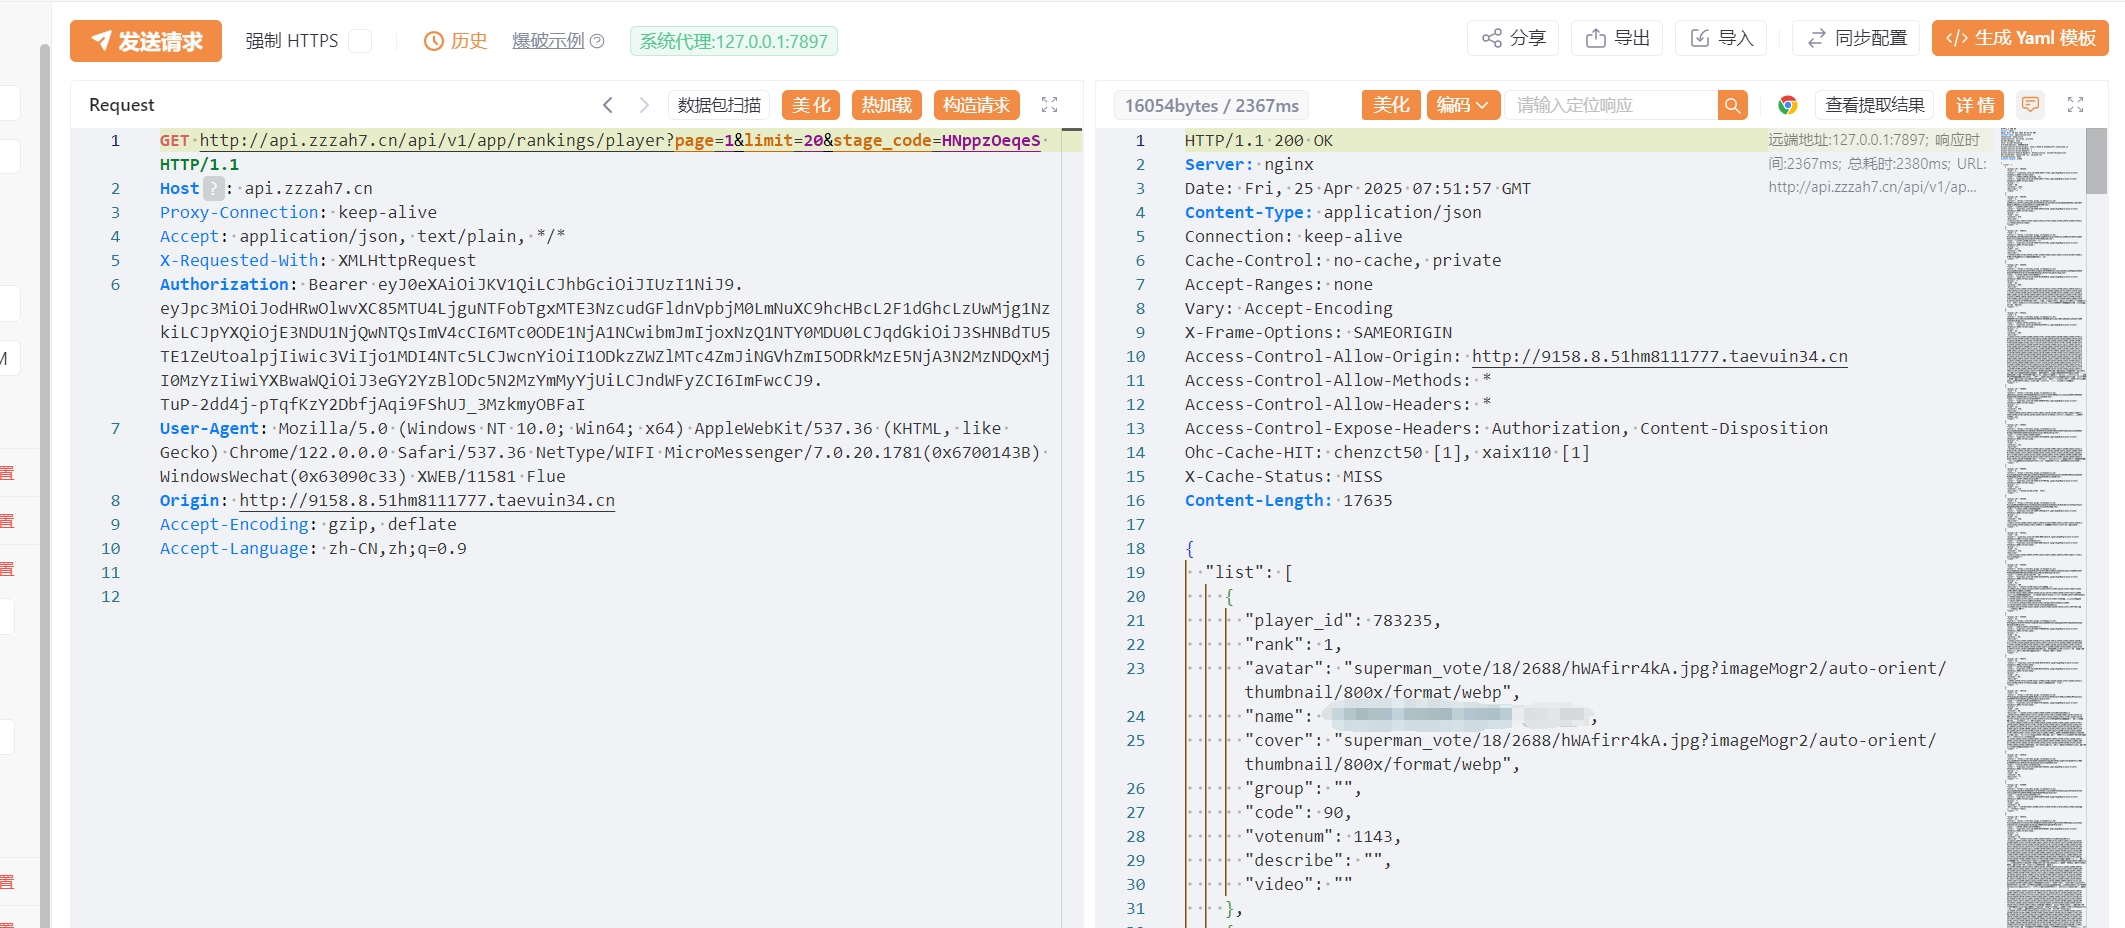 发送请求
强制 HTTPS
历史
爆破示例
系统代理:127.0.0.1:7897
分享
导出
导入
同步配置
</> 生成 Yaml 模板
Request
数据包扫描
美化
热加载
构造请求
1 GET http://api.zzzah7.cn/api/v1/app/rankings/player?page=1&limit=20&stage_code=HNppzOeqeS
HTTP/1.1
2 Host ? : api.zzzah7.cn
3 Proxy-Connection: keep-alive
4 Accept: application/json, text/plain, */*
5 X-Requested-With: XMLHttpRequest
6 Authorization: Bearer eyJ0eXAiOiJKV1QiLCJhbGciOiJIUzI1NiJ9.
eyJpc3MiOiJodHRwOlwvXC85MTU4LjguNTFobTgxMTE3NzcudGFldnVpbjM0LmNuXC9hcHBcL2F1dGhcLzUwMjg1Nz
kiLCJpYXQiOjE3NDU1NjQwNTQsImV4cCI6MTc0ODE1NjA1NCwibmJmIjoxNzQ1NTY0MDU0LCJqdGkiOiJ3SHNBdTU5
TE1ZeUtoalpjIiwic3ViIjo1MDI4NTc5LCJwcnYiOiI1ODkzZWZlMTc4ZmJiNGVhZmI5ODRkMzE5NjA3N2MzNDQxMj
I0MzYzIiwiYXBwaWQiOiJ3eGY2YzBlODc5N2MzYmMyYjUiLCJndWFyZCI6ImFwcCJ9.
TuP-2dd4j-pTqfKzY2DbfjAqi9FShUJ_3MzkmyOBFaI
7 User-Agent: Mozilla/5.0 (Windows NT 10.0; Win64; x64) AppleWebKit/537.36 (KHTML, like
Gecko) Chrome/122.0.0.0 Safari/537.36 NetType/WIFI MicroMessenger/7.0.20.1781(0x6700143B)
WindowsWechat(0x63090c33) XWEB/11581 Flue
8 Origin: http://9158.8.51hm8111777.taevuin34.cn
9 Accept-Encoding: gzip, deflate
10 Accept-Language: zh-CN,zh;q=0.9
11
12
16054bytes / 2367ms
美化
编码
请输入定位响应
查看提取结果
详情
远端地址:127.0.0.1:7897; 响应时
间:2367ms; 总耗时:2380ms; URL:
http://api.zzzah7.cn/api/v1/ap...
1 HTTP/1.1 200 OK
2 Server: nginx
3 Date: Fri, 25 Apr 2025 07:51:57 GMT
4 Content-Type: application/json
5 Connection: keep-alive
6 Cache-Control: no-cache, private
7 Accept-Ranges: none
8 Vary: Accept-Encoding
9 X-Frame-Options: SAMEORIGIN
10 Access-Control-Allow-Origin: http://9158.8.51hm8111777.taevuin34.cn
11 Access-Control-Allow-Methods: *
12 Access-Control-Allow-Headers: *
13 Access-Control-Expose-Headers: Authorization, Content-Disposition
14 Ohc-Cache-HIT: chenzct50 [1], xaix110 [1]
15 X-Cache-Status: MISS
16 Content-Length: 17635
17
18 {
19 "list": [
20 {
21 "player_id": 783235,
22 "rank": 1,
23 "avatar": "superman_vote/18/2688/hWAfirr4kA.jpg?imageMogr2/auto-orient/
thumbnail/800x/format/webp",
24 "name": ,
25 "cover": "superman_vote/18/2688/hWAfirr4kA.jpg?imageMogr2/auto-orient/
thumbnail/800x/format/webp",
26 "group": "",
27 "code": 90,
28 "votenum": 1143,
29 "describe": "",
30 "video": ""
31 },
M
置
置
置
置